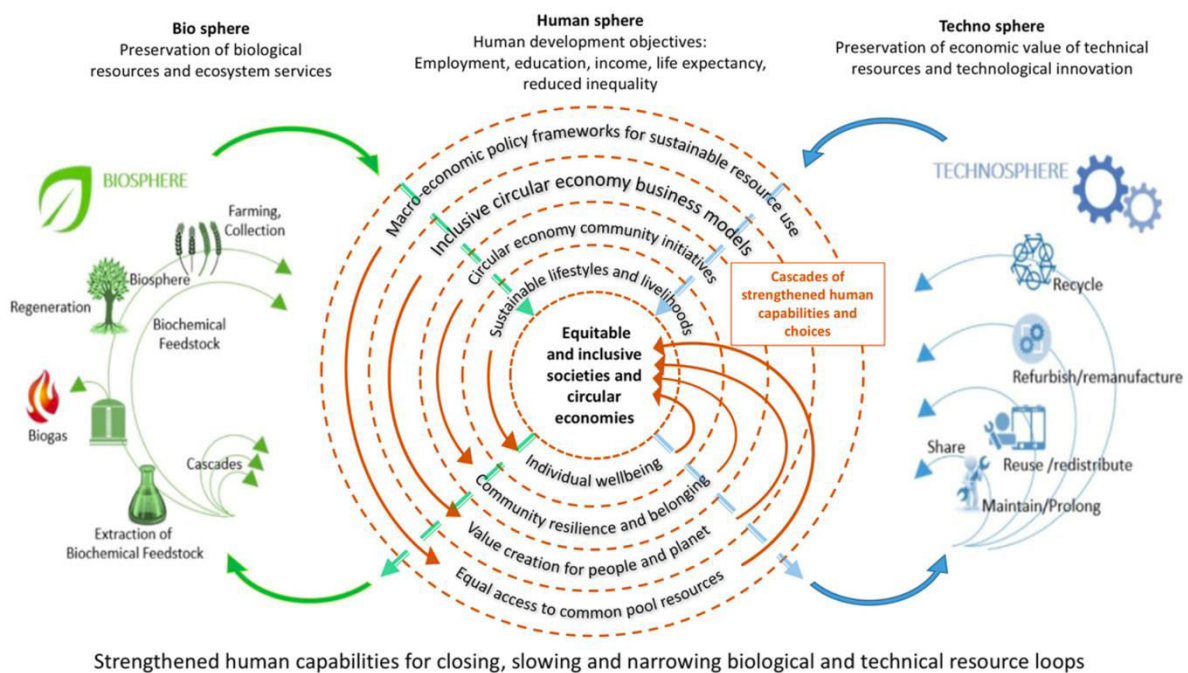 Bio sphere
Preservation of biological
resources and ecosystem services
Human sphere
Human development objectives:
Employment, education, income, life expectancy,
reduced inequality
Techno sphere
Preservation of economic value of technical
resources and technological innovation
BIOSPHERE
Farming,
Collection
Biosphere
Regeneration
Biochemical
Feedstock
Biogas
Cascades
Extraction of
Biochemical Feedstock
Macro-economic policy frameworks for sustainable resource use
Inclusive circular economy business models
Circular economy community initiatives
Sustainable lifestyles and livelihoods
Equitable
and inclusive
societies and
circular
economies
Individual wellbeing
Community resilience and belonging
Value creation for people and planet
Equal access to common pool resources
Cascades of
strengthened human
capabilities and
choices
TECHNOSPHERE
Recycle
Refurbish/remanufacture
Share
Reuse /redistribute
Maintain/Prolong
Strengthened human capabilities for closing, slowing and narrowing biological and technical resource loops